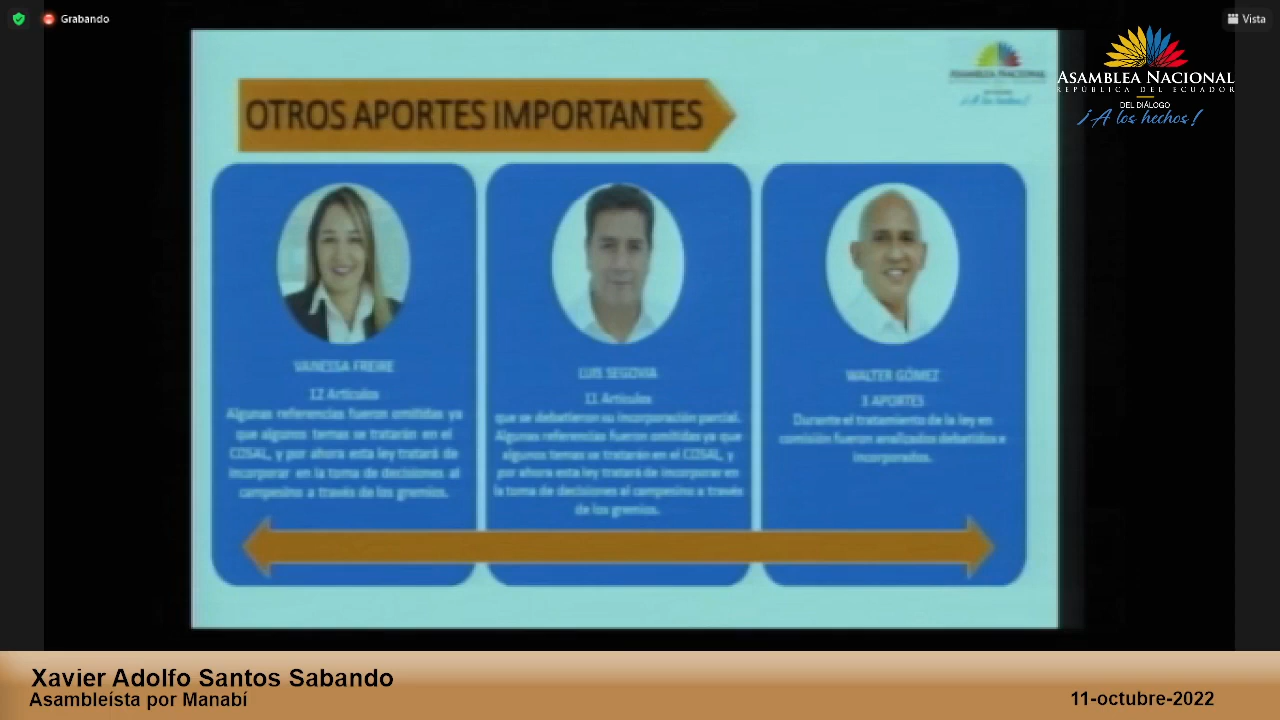 Grabando
Vista
ASAMBLEA NACIONAL
REPÚBLICA DEL ECUADOR
DEL DIÁLOGO
¡A los hechos!
ASAMBLEA NACIONAL
¡A los hechos!
OTROS APORTES IMPORTANTES
VANESSA FREIRE
12 Artículos
Algunas referencias fueron omitidas ya
que algunos temas se tratarán en el
COSAL, y por ahora esta ley tratará de
incorporar en la toma de decisiones al
campesino a través de los gremios.
LUIS SEGOVIA
11 Artículos
que se debatieron su incorporación parcial.
Algunas referencias fueron omitidas ya que
algunos temas se tratarán en el COSAL, y
por ahora esta ley tratará de incorporar en
la toma de decisiones al campesino a través
de los gremios.
WALTER GÓMEZ
3 APORTES
Durante el tratamiento de la ley en
comisión fueron analizados debatidos e
incorporados.
Xavier Adolfo Santos Sabando
Asambleísta por Manabí
11-octubre-2022